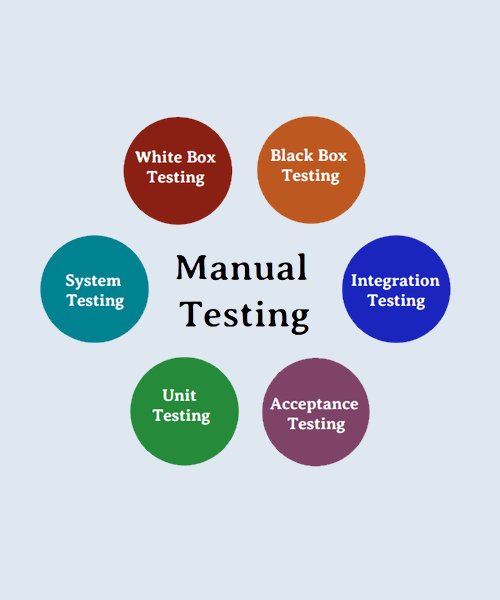 White Box
Testing
Black Box
Testing
System
Testing
Manual
Testing
Integration
Testing
Unit
Testing
Acceptance
Testing